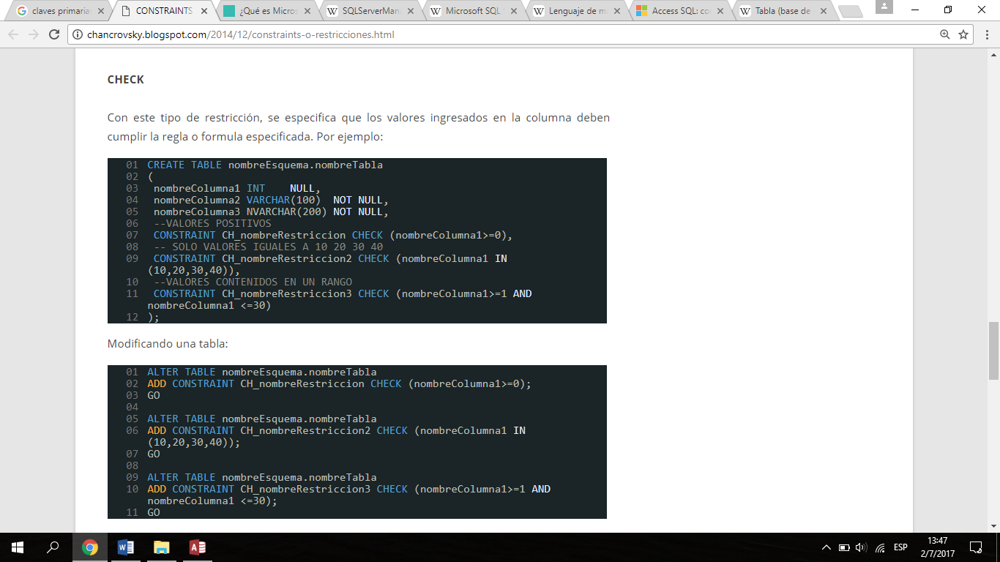 claves primaria
CONSTRAINTS
¿Qué es Micros
SQLServerMan
Microsoft SQL
Lenguaje de m
Access SQL: co
Tabla (base de
chancrovsky.blogspot.com/2014/12/constraints-o-restricciones.html
CHECK
Con este tipo de restricción, se especifica que los valores ingresados en la columna deben
cumplir la regla o formula especificada. Por ejemplo:
01 CREATE TABLE nombreEsquema.nombreTabla
02 (
03 nombreColumna1 INT NULL,
04 nombreColumna2 VARCHAR(100) NOT NULL,
05 nombreColumna3 NVARCHAR(200) NOT NULL,
06 --VALORES POSITIVOS
07 CONSTRAINT CH_nombreRestriccion CHECK (nombreColumna1>=0),
08 -- SOLO VALORES IGUALES A 10 20 30 40
09 CONSTRAINT CH_nombreRestriccion2 CHECK (nombreColumna1 IN
(10,20,30,40)),
10 --VALORES CONTENIDOS EN UN RANGO
11 CONSTRAINT CH_nombreRestriccion3 CHECK (nombreColumna1>=1 AND
nombreColumna1 <=30)
12 );
Modificando una tabla:
01 ALTER TABLE nombreEsquema.nombreTabla
02 ADD CONSTRAINT CH_nombreRestriccion CHECK (nombreColumna1>=0);
03 GO
04
05 ALTER TABLE nombreEsquema.nombreTabla
06 ADD CONSTRAINT CH_nombreRestriccion2 CHECK (nombreColumna1 IN
(10,20,30,40));
07 GO
08
09 ALTER TABLE nombreEsquema.nombreTabla
10 ADD CONSTRAINT CH_nombreRestriccion3 CHECK (nombreColumna1>=1 AND
nombreColumna1 <=30);
11 GO
ESP
13:47
2/7/2017